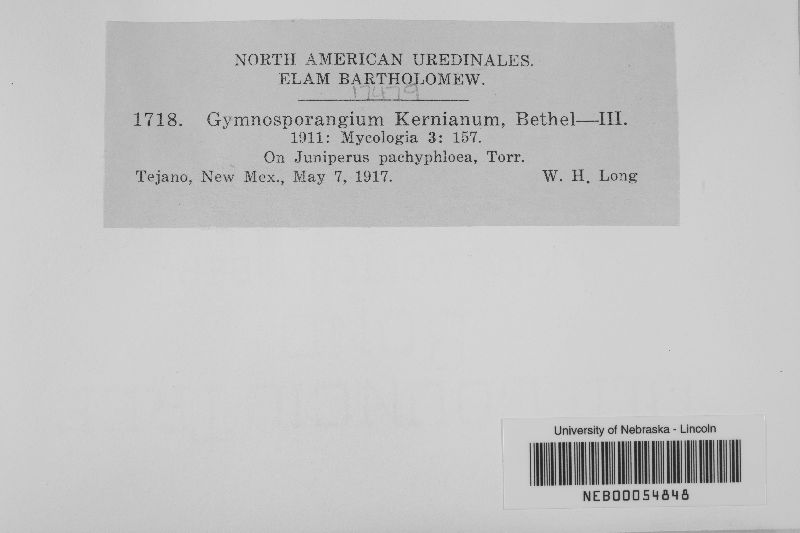 NORTH AMERICAN UREDINALES.
ELAM BARTHOLOMEW.
17479
1718. Gymnosporangium Kernianum, Bethel—III.
1911: Mycologia 3: 157.
On Juniperus pachyphloea, Torr.
Tejano, New Mex., May 7, 1917. W. H. Long
University of Nebraska - Lincoln
NEB00054848